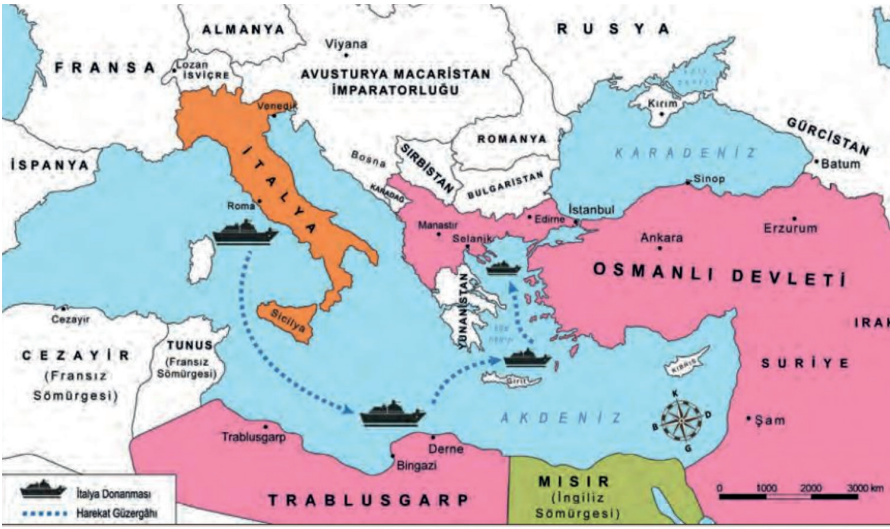 ALMANYA
RUSYA
Viyana
FRANSA
Lozan
İSVİÇRE
AVUSTURYA MACARİSTAN
İMPARATORLUĞU
Venedik
Kırım
GÜRCİSTAN
ROMANYA
KARADENİZ
Batum
İSPANYA
İTALYA
Bosna
SIRBİSTAN
BULGARİSTAN
Sinop
KARADAĞ
Roma
Manastır
Edirne
İstanbul
Selanik
Ankara
Erzurum
OSMANLI DEVLETİ
YUNANİSTAN
Sicilya
Cezayir
IRAK
CEZAYİR
(Fransız
Sömürgesi)
TUNUS
(Fransız
Sömürgesi)
Girit
KIBRIS
SURİYE
AKDENİZ
K
D
B
G
Şam
Trablusgarp
Derne
Bingazi
TRABLUSGARP
MISIR
(İngiliz
Sömürgesi)
0 1000 2000 3000 km
İtalya Donanması
Harekat Güzergâhı